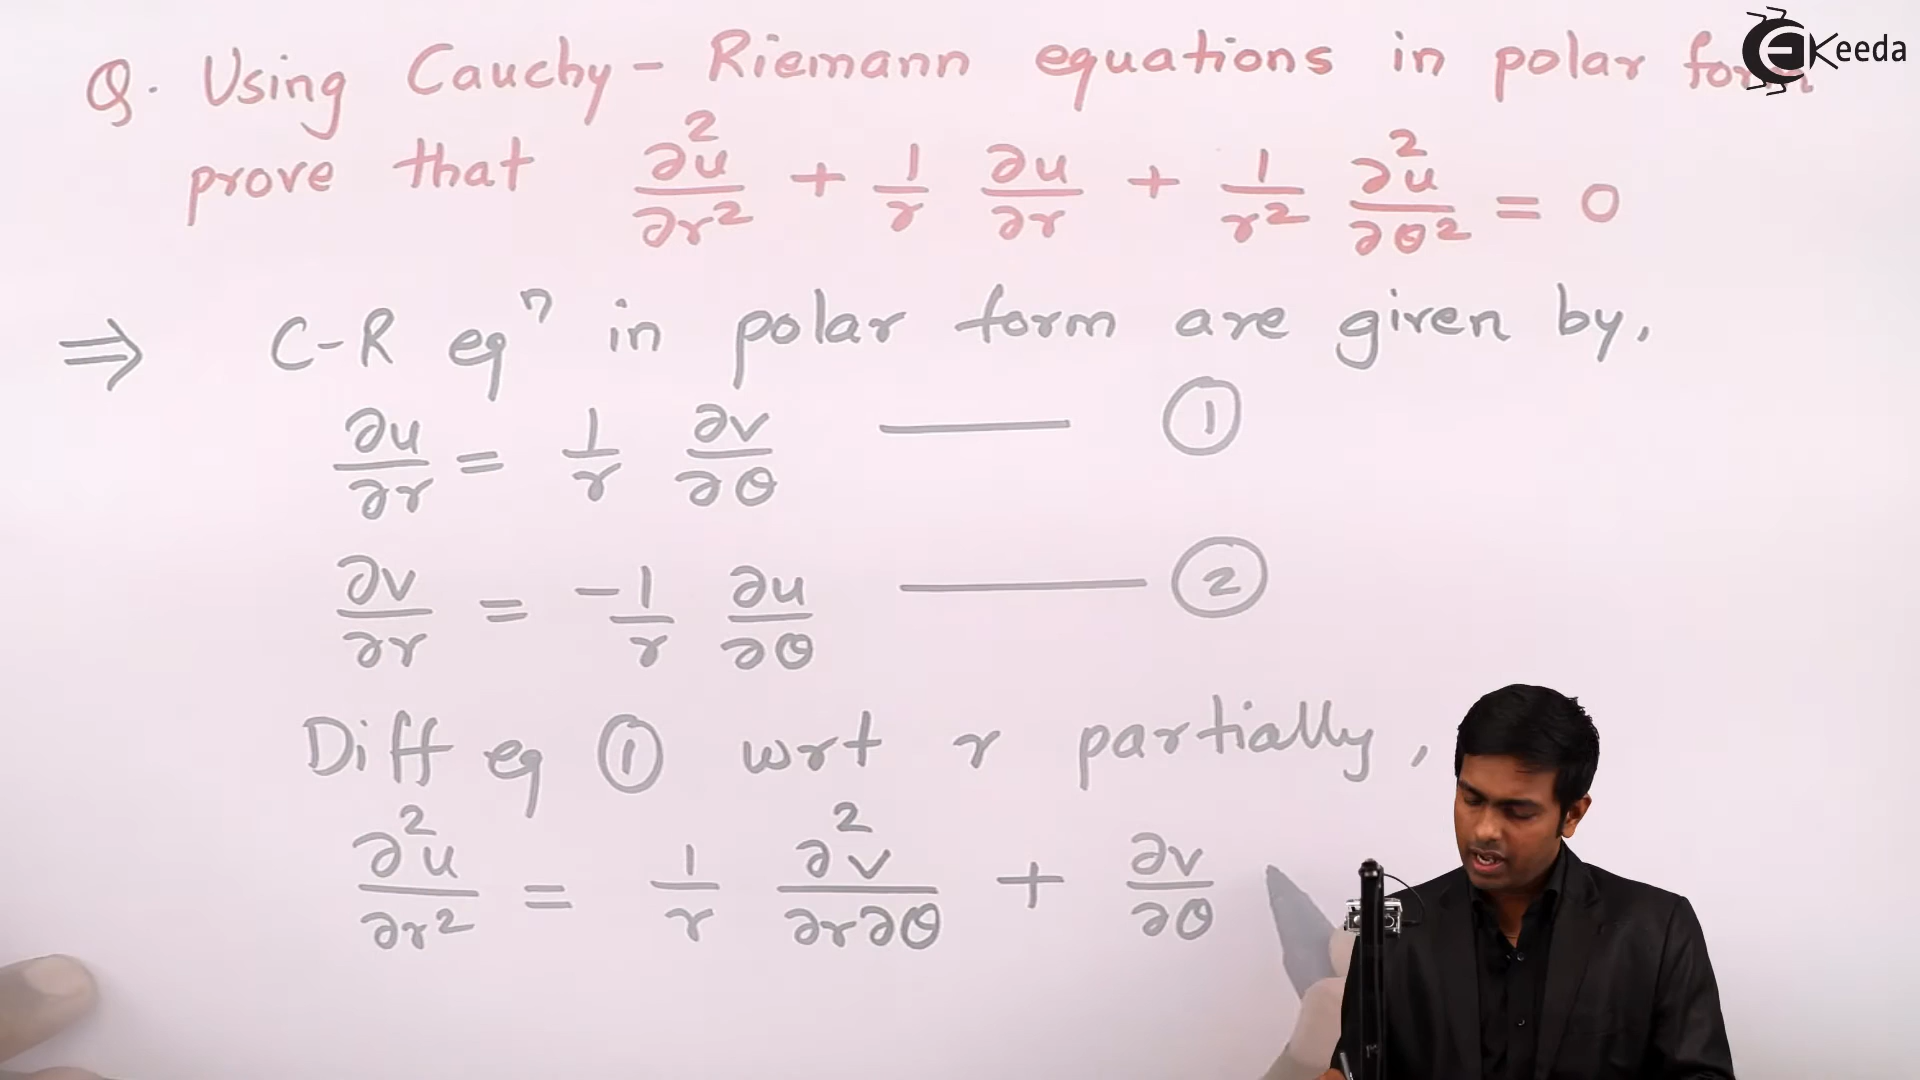 Keeda
Q. Using Cauchy - Riemann equations in polar form
prove that ∂²u/∂r² + 1/r ∂u/∂r + 1/r² ∂²u/∂θ² = 0
⇒ C-R eqⁿ in polar form are given by,
∂u/∂r = 1/r ∂v/∂θ —— ①
∂v/∂r = -1/r ∂u/∂θ —— ②
Diff eq ① wrt r partially,
∂²u/∂r² = 1/r ∂²v/∂r∂θ + ∂v/∂θ